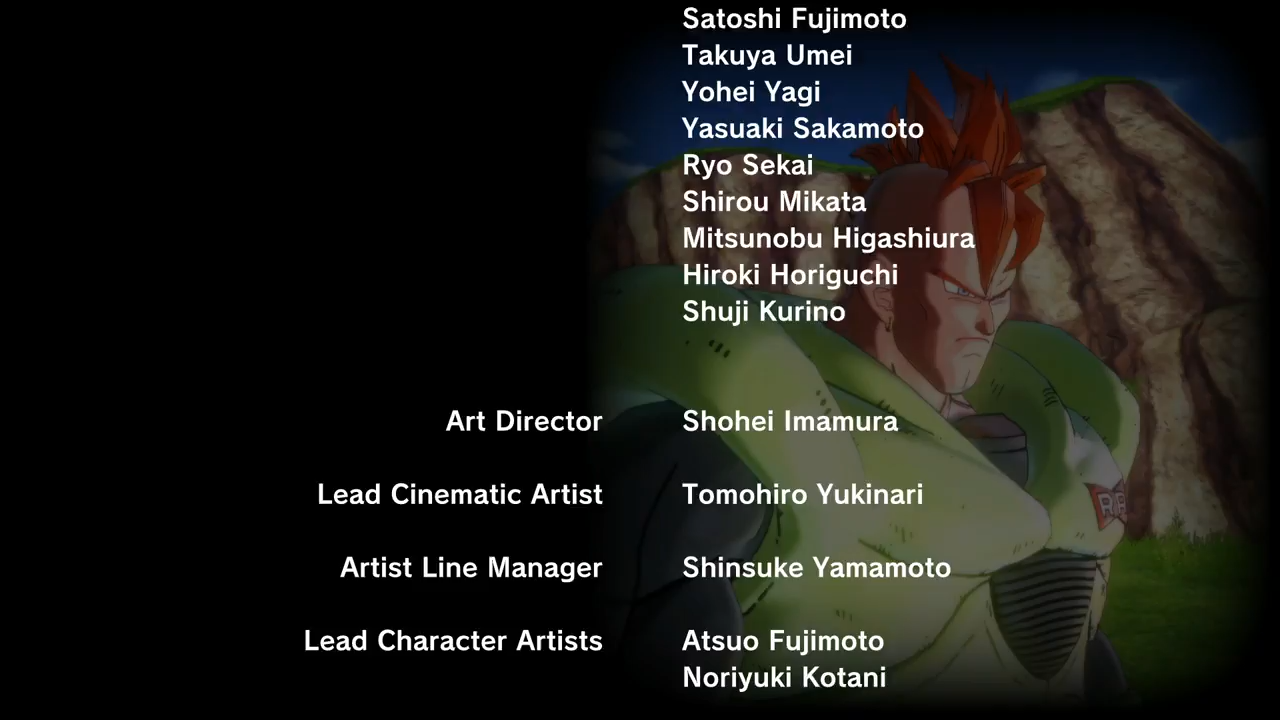 Satoshi Fujimoto
Takuya Umei
Yohei Yagi
Yasuaki Sakamoto
Ryo Sekai
Shirou Mikata
Mitsunobu Higashiura
Hiroki Horiguchi
Shuji Kurino
Art Director Shohei Imamura
Lead Cinematic Artist Tomohiro Yukinari
Artist Line Manager Shinsuke Yamamoto
Lead Character Artists Atsuo Fujimoto
Noriyuki Kotani